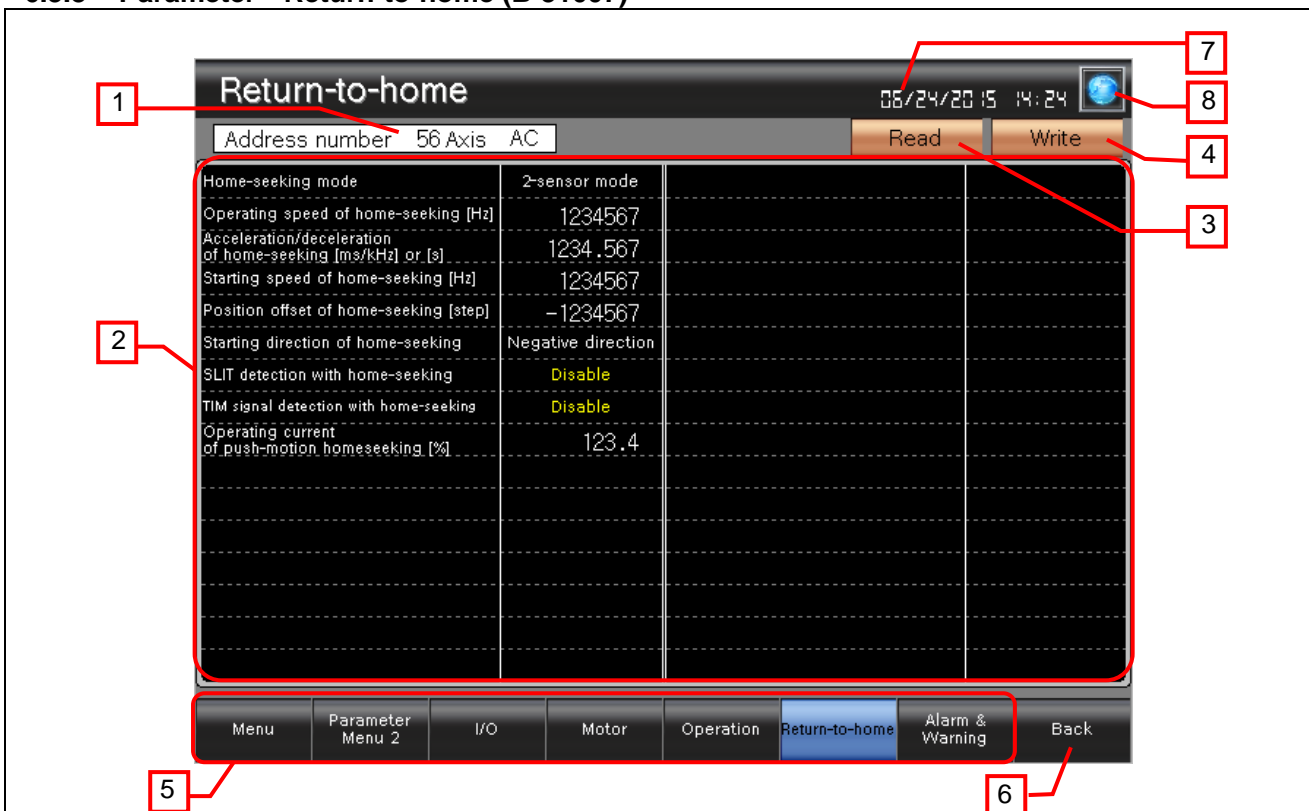 Return-to-home
06/24/2015 14:24
Address number 56 Axis AC
Read
Write
Home-seeking mode 2-sensor mode
Operating speed of home-seeking [Hz] 1234567
Acceleration/deceleration
of home-seeking [ms/kHz] or [s] 1234.567
Starting speed of home-seeking [Hz] 1234567
Position offset of home-seeking [step] -1234567
Starting direction of home-seeking Negative direction
SLIT detection with home-seeking Disable
TIM signal detection with home-seeking Disable
Operating current
of push-motion homeseeking [%] 123.4
Menu
Parameter
Menu 2
I/O
Motor
Operation
Return-to-home
Alarm &
Warning
Back
1
2
3
4
5
6
7
8